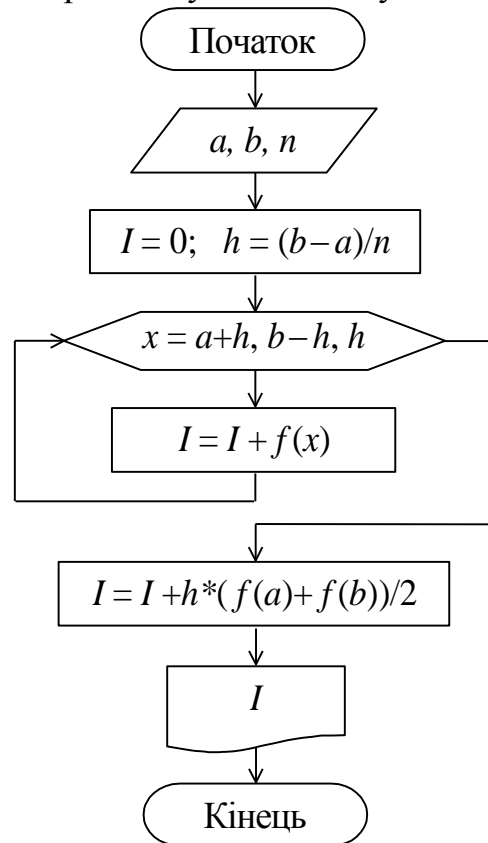 Початок
a, b, n
I = 0; h = (b–a)/n
x = a+h, b–h, h
I = I + f(x)
I = I +h*(f(a)+f(b))/2
I
Кінець